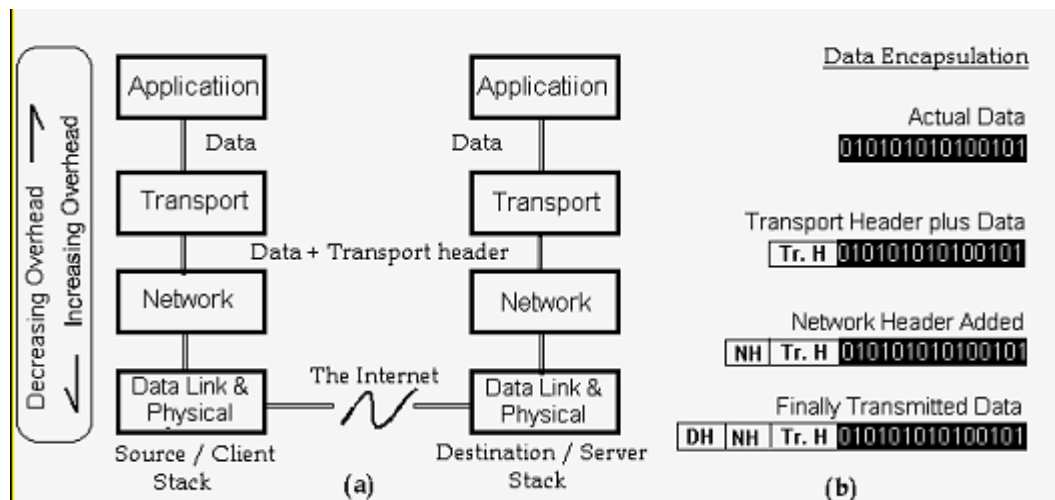 Decreasing Overhead
Increasing Overhead
Applicatiion
Data
Transport
Network
Data Link &
Physical
Source / Client
Stack
Data + Transport header
The Internet
(a)
Applicatiion
Data
Transport
Network
Data Link &
Physical
Destination / Server
Stack
Data Encapsulation
Actual Data
010101010100101
Transport Header plus Data
Tr. H 010101010100101
Network Header Added
NH Tr. H 010101010100101
Finally Transmitted Data
DH NH Tr. H 010101010100101
(b)